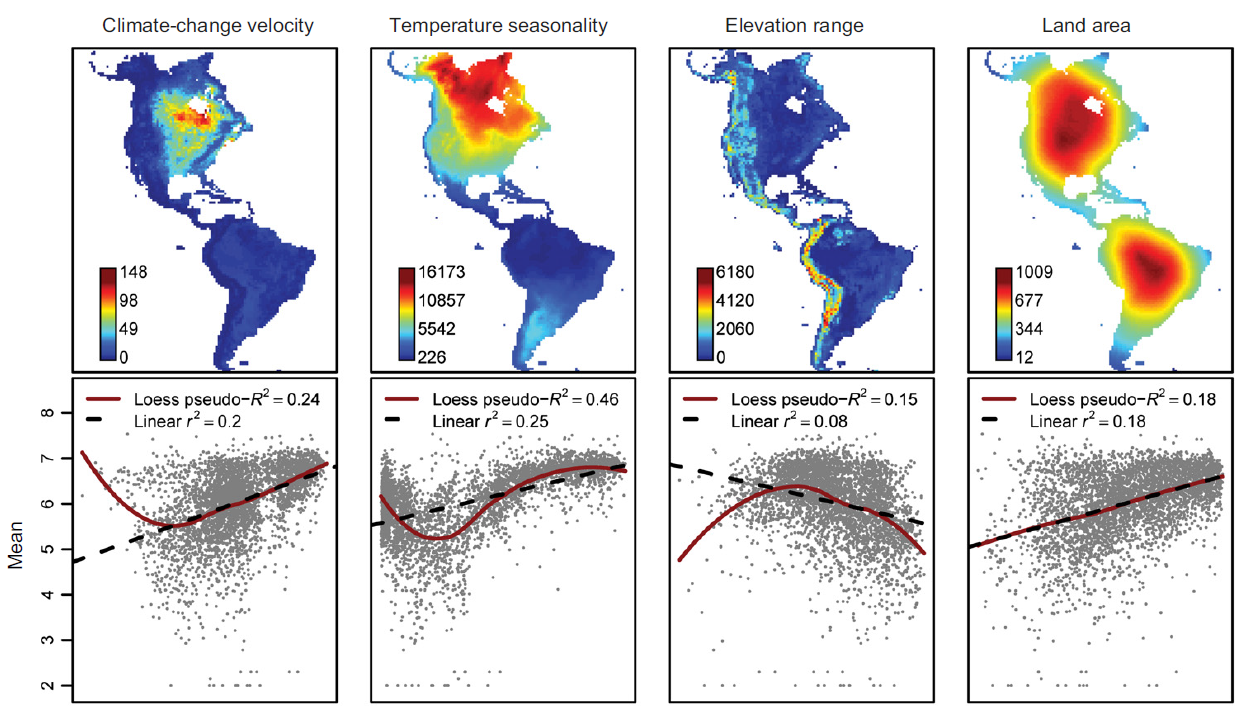 Climate-change velocity
Temperature seasonality
Elevation range
Land area
148
98
49
0
16173
10857
5542
226
6180
4120
2060
0
1009
677
344
12
Loess pseudo−R² = 0.24
Linear r² = 0.2
Loess pseudo−R² = 0.46
Linear r² = 0.25
Loess pseudo−R² = 0.15
Linear r² = 0.08
Loess pseudo−R² = 0.18
Linear r² = 0.18
Mean
8
7
6
5
4
3
2